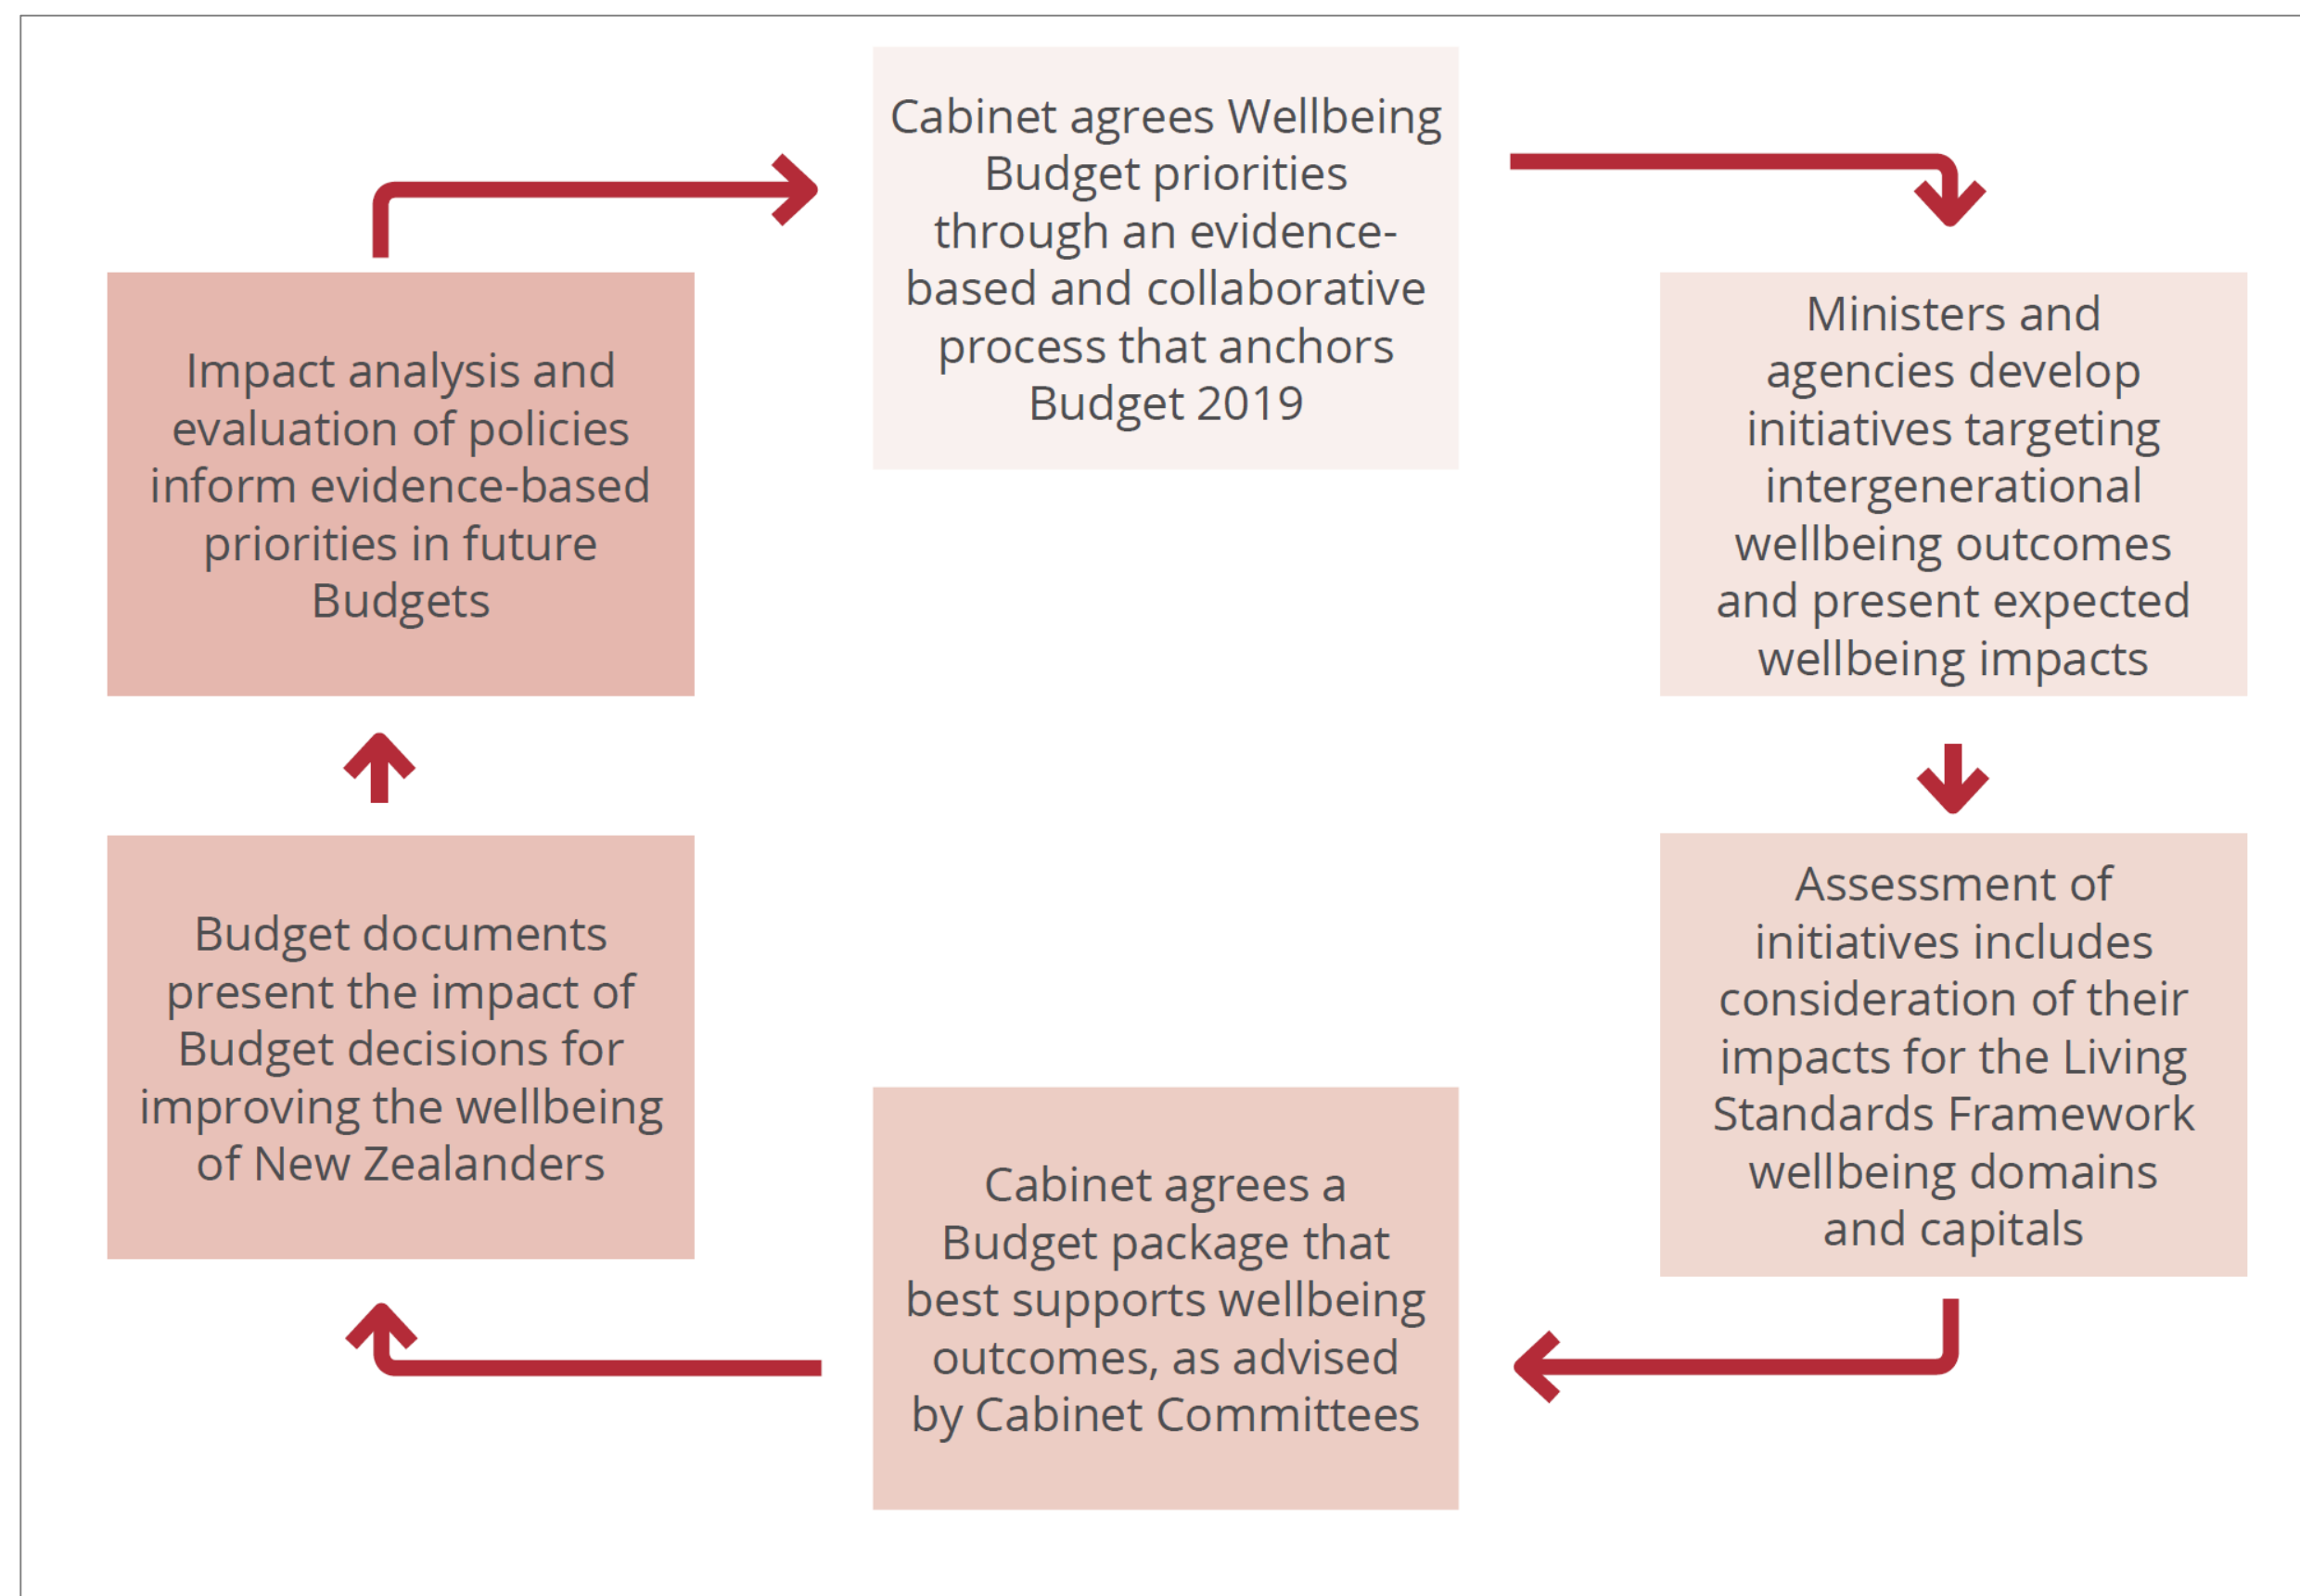 Cabinet agrees Wellbeing
Budget priorities
through an evidence-
based and collaborative
process that anchors
Budget 2019
Ministers and
agencies develop
initiatives targeting
intergenerational
wellbeing outcomes
and present expected
wellbeing impacts
Assessment of
initiatives includes
consideration of their
impacts for the Living
Standards Framework
wellbeing domains
and capitals
Cabinet agrees a
Budget package that
best supports wellbeing
outcomes, as advised
by Cabinet Committees
Budget documents
present the impact of
Budget decisions for
improving the wellbeing
of New Zealanders
Impact analysis and
evaluation of policies
inform evidence-based
priorities in future
Budgets